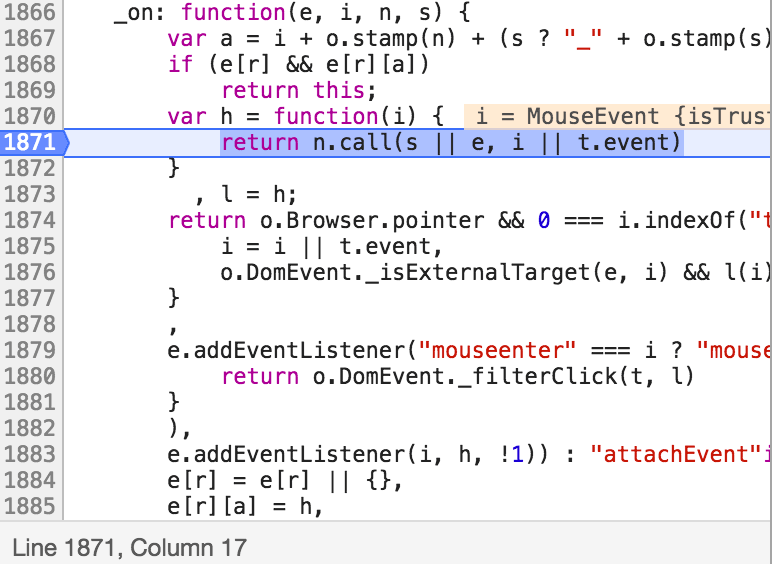 1866 _on: function(e, i, n, s) {
1867 var a = i + o.stamp(n) + (s ? "_" + o.stamp(s)
1868 if (e[r] && e[r][a])
1869 return this;
1870 var h = function(i) { i = MouseEvent {isTrust
1871 return n.call(s || e, i || t.event)
1872 }
1873 , l = h;
1874 return o.Browser.pointer && 0 === i.indexOf("t
1875 i = i || t.event,
1876 o.DomEvent._isExternalTarget(e, i) && l(i)
1877 }
1878 ,
1879 e.addEventListener("mouseenter" === i ? "mouse
1880 return o.DomEvent._filterClick(t, l)
1881 }
1882 ),
1883 e.addEventListener(i, h, !1)) : "attachEvent"i
1884 e[r] = e[r] || {},
1885 e[r][a] = h,
Line 1871, Column 17